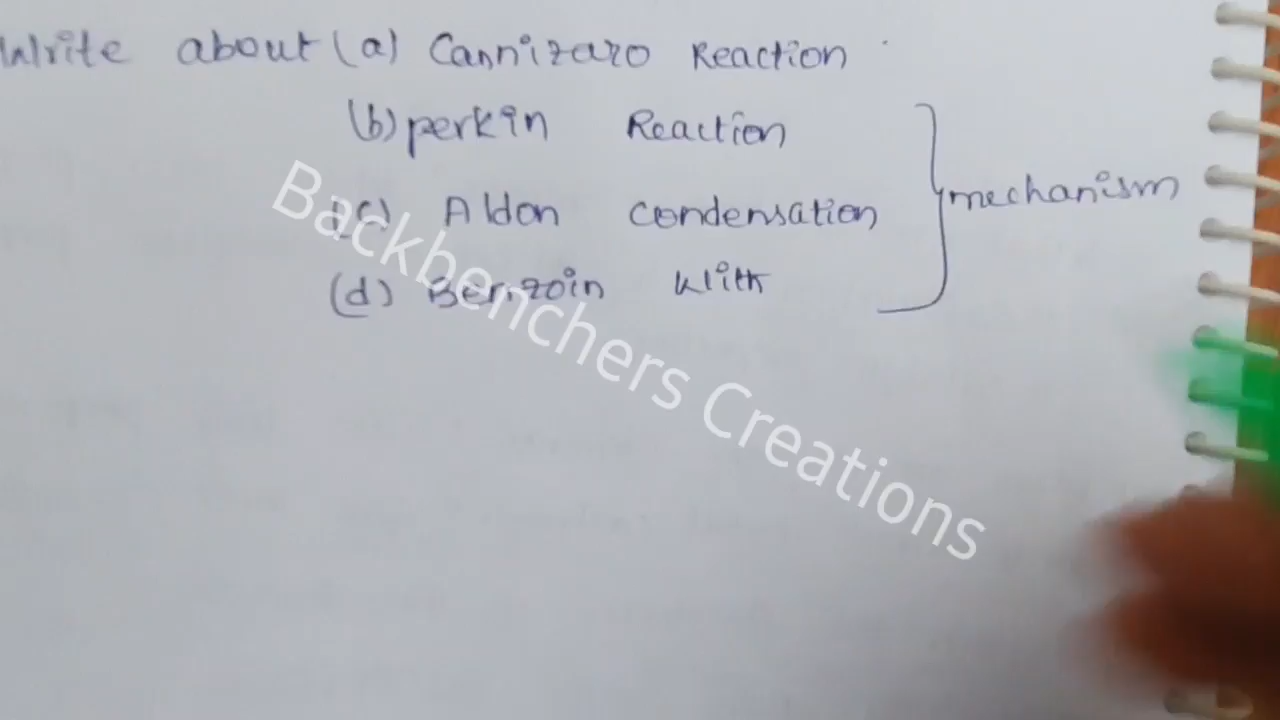 Write about (a) Cannizaro Reaction
(b) perkin Reaction
(c) Aldon condensation
(d) Benzoin With
mechanism
Backbenchers Creations